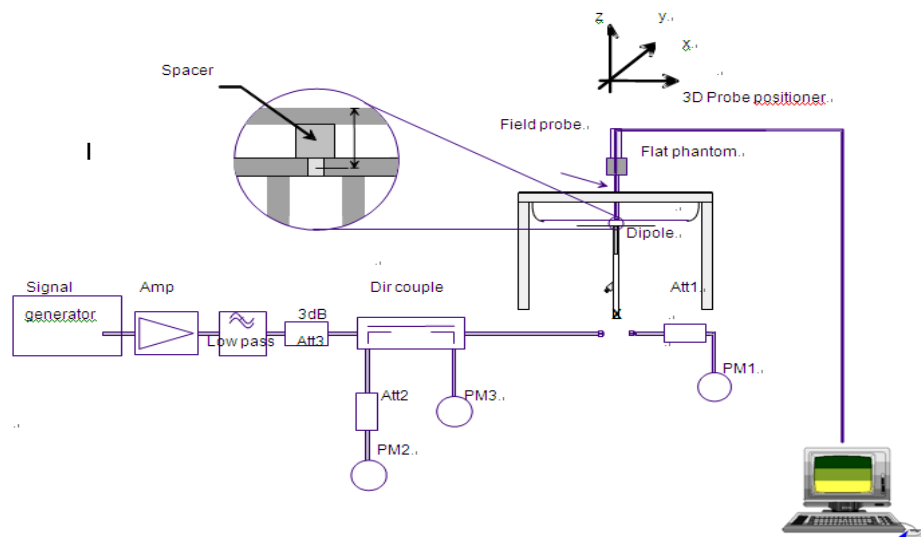 z
y.
x.
3D Probe positioner.
Spacer
Field probe.
Flat phantom.
Dipole.
Signal
generator
Amp
Low pass
3dB
Att3
Dir couple
Att1
Att2
PM3.
PM1.
PM2.